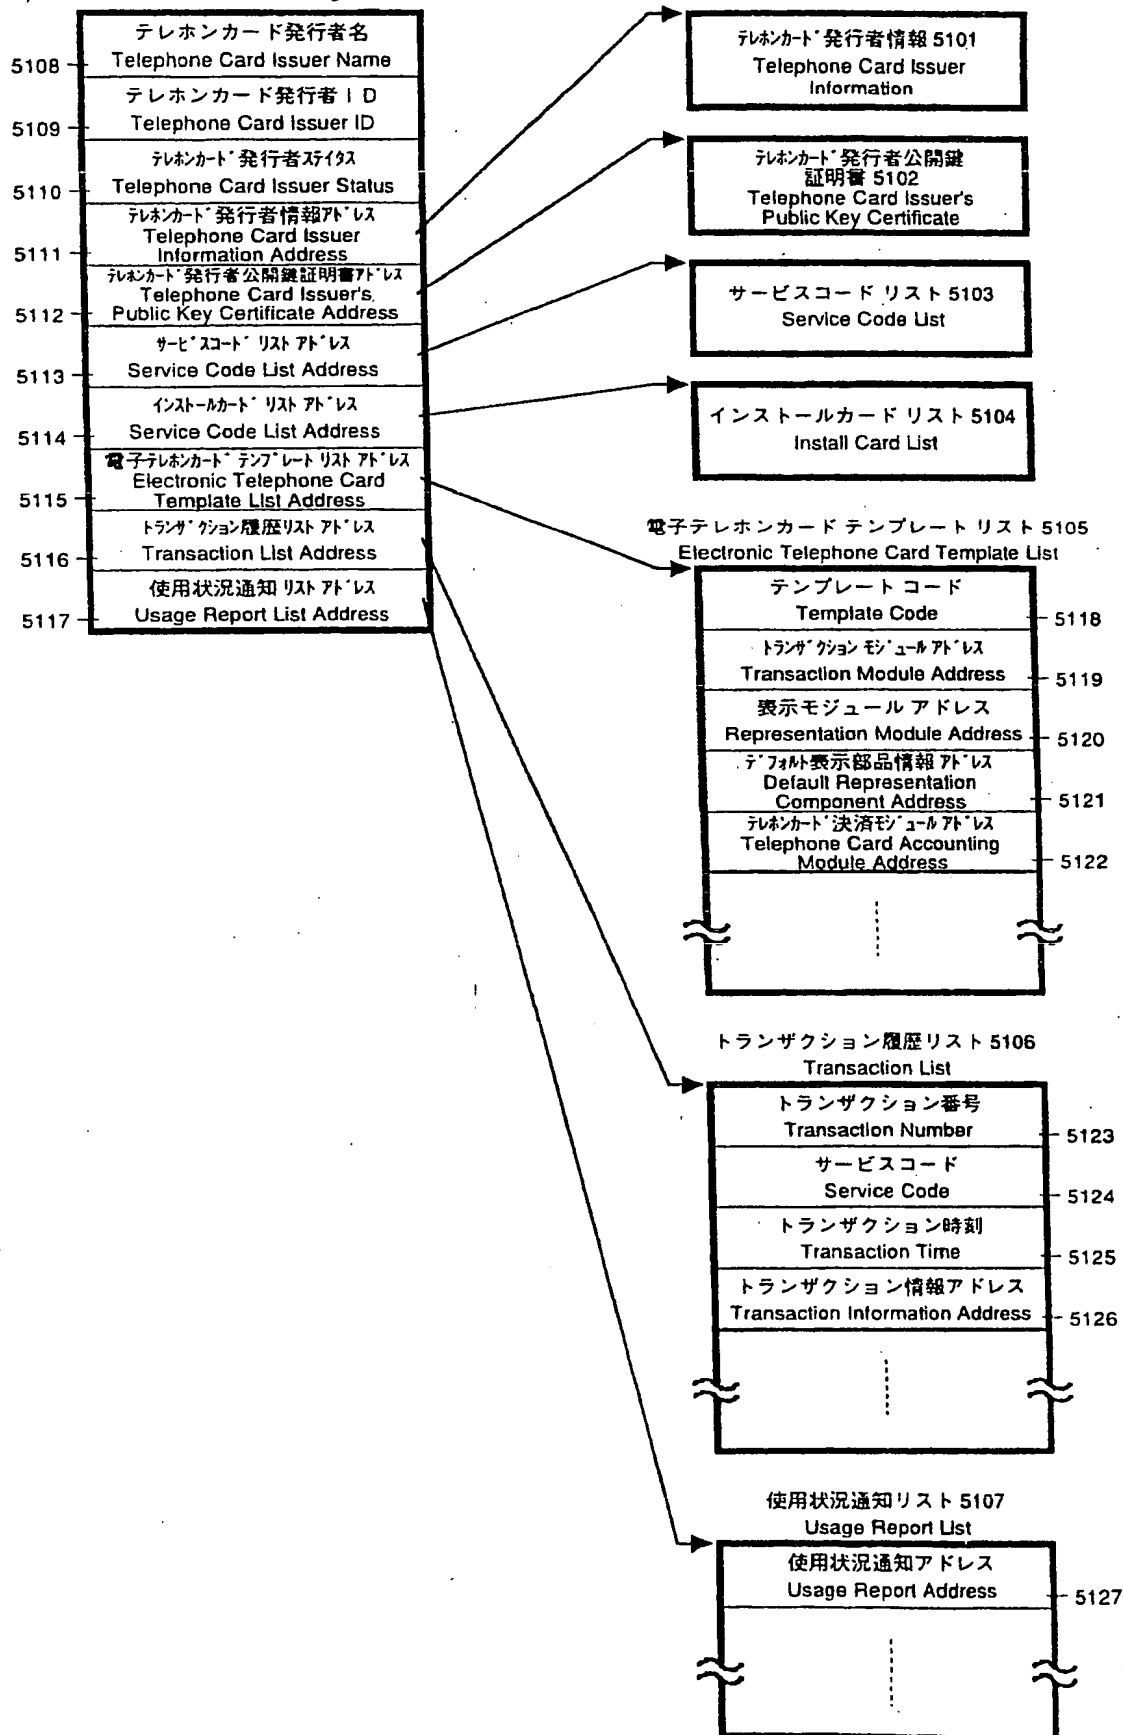 テレホンカード発行者名
5108
Telephone Card Issuer Name
テレホンカード発行者ID
5109
Telephone Card Issuer ID
テレホンカード発行者ステイタス
5110
Telephone Card Issuer Status
テレホンカード発行者情報アドレス
Telephone Card Issuer
5111
Information Address
テレホンカード発行者公開鍵証明書アドレス
Telephone Card Issuer's
5112
Public Key Certificate Address
サービスコード リスト アドレス
5113
Service Code List Address
インストールカード リスト アドレス
5114
Service Code List Address
電子テレホンカード テンプレート リスト アドレス
Electronic Telephone Card
5115
Template List Address
トランザクション履歴リスト アドレス
5116
Transaction List Address
使用状況通知 リスト アドレス
5117
Usage Report List Address
テレホンカード発行者情報 5101
Telephone Card Issuer
Information
テレホンカード発行者公開鍵
証明書 5102
Telephone Card Issuer's
Public Key Certificate
サービスコード リスト 5103
Service Code List
インストールカード リスト 5104
Install Card List
電子テレホンカード テンプレート リスト 5105
Electronic Telephone Card Template List
テンプレート コード
Template Code
5118
トランザクション モジュール アドレス
Transaction Module Address
5119
表示モジュール アドレス
Representation Module Address
5120
デフォルト表示部品情報 アドレス
Default Representation
Component Address
5121
テレホンカード決済モジュール アドレス
Telephone Card Accounting
Module Address
5122
トランザクション履歴リスト 5106
Transaction List
トランザクション番号
Transaction Number
5123
サービスコード
Service Code
5124
トランザクション時刻
Transaction Time
5125
トランザクション情報アドレス
Transaction Information Address
5126
使用状況通知リスト 5107
Usage Report List
使用状況通知アドレス
Usage Report Address
5127